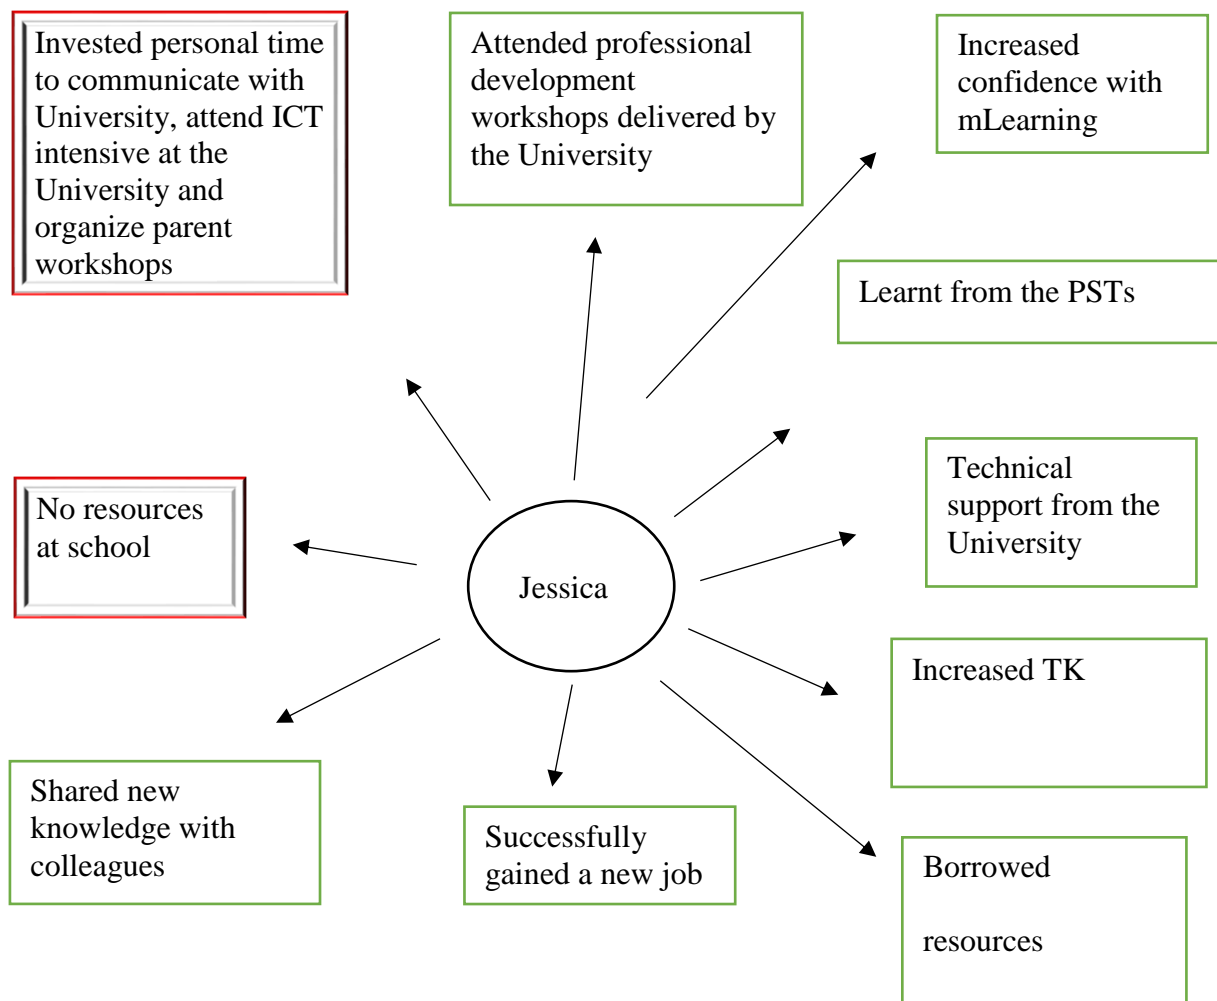 Invested personal time
to communicate with
University, attend ICT
intensive at the
University and
organize parent
workshops
Attended professional
development
workshops delivered by
the University
Increased
confidence with
mLearning
Learnt from the PSTs
No resources
at school
Technical
support from the
University
Jessica
Increased TK
Shared new
knowledge with
colleagues
Successfully
gained a new job
Borrowed
resources